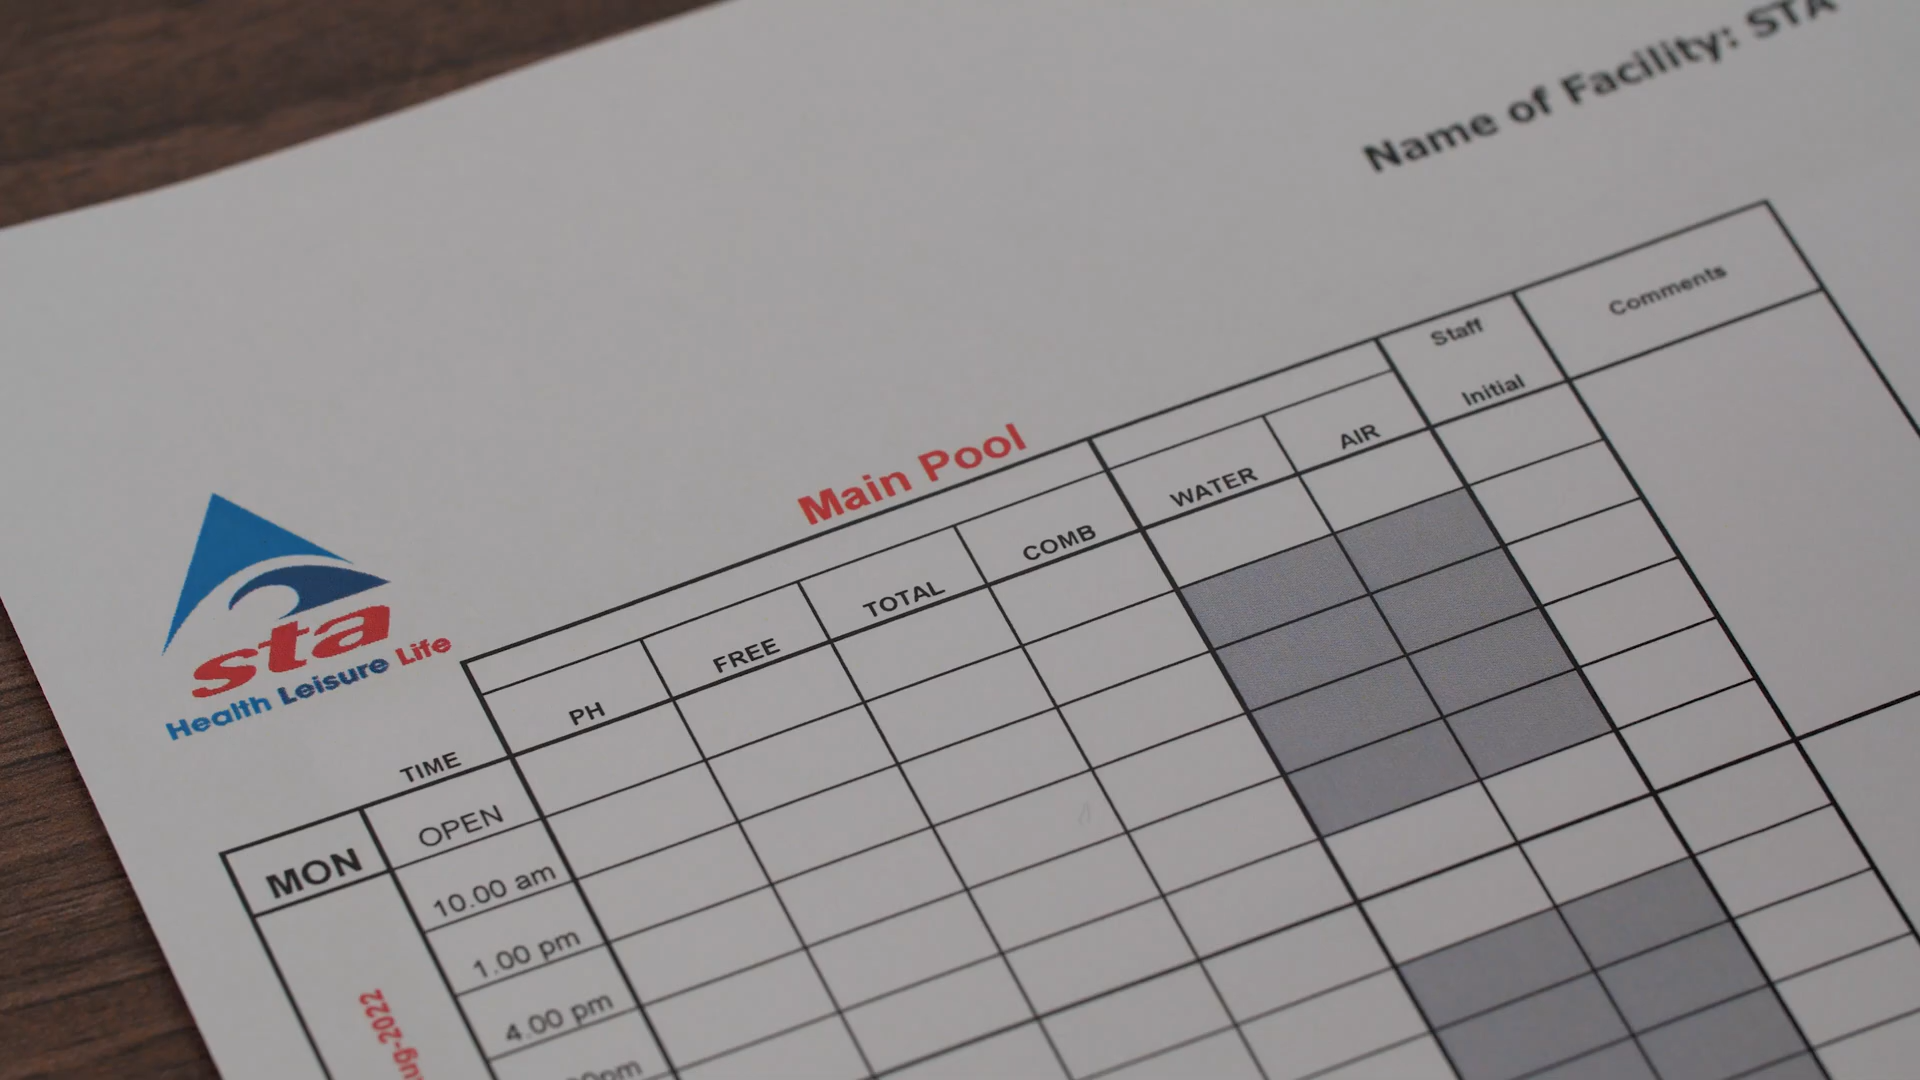 Name of Facility: STA
sta
Health Leisure Life
Main Pool
TIME
PH
FREE
TOTAL
COMB
WATER
AIR
Staff
Initial
Comments
MON
OPEN
10.00 am
1.00 pm
4.00 pm